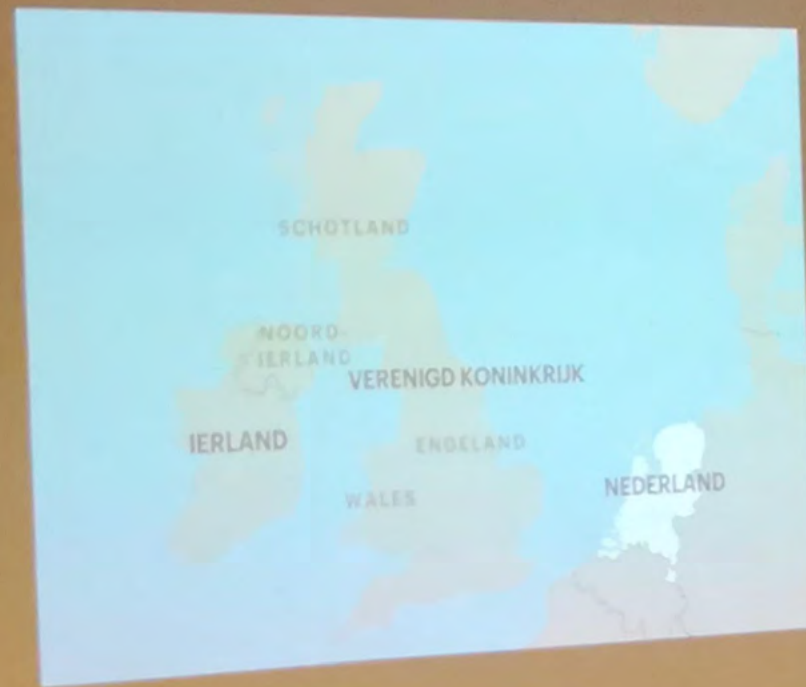 SCHOTLAND
NOORD-
IERLAND
VERENIGD KONINKRIJK
IERLAND
ENGELAND
NEDERLAND
WALES